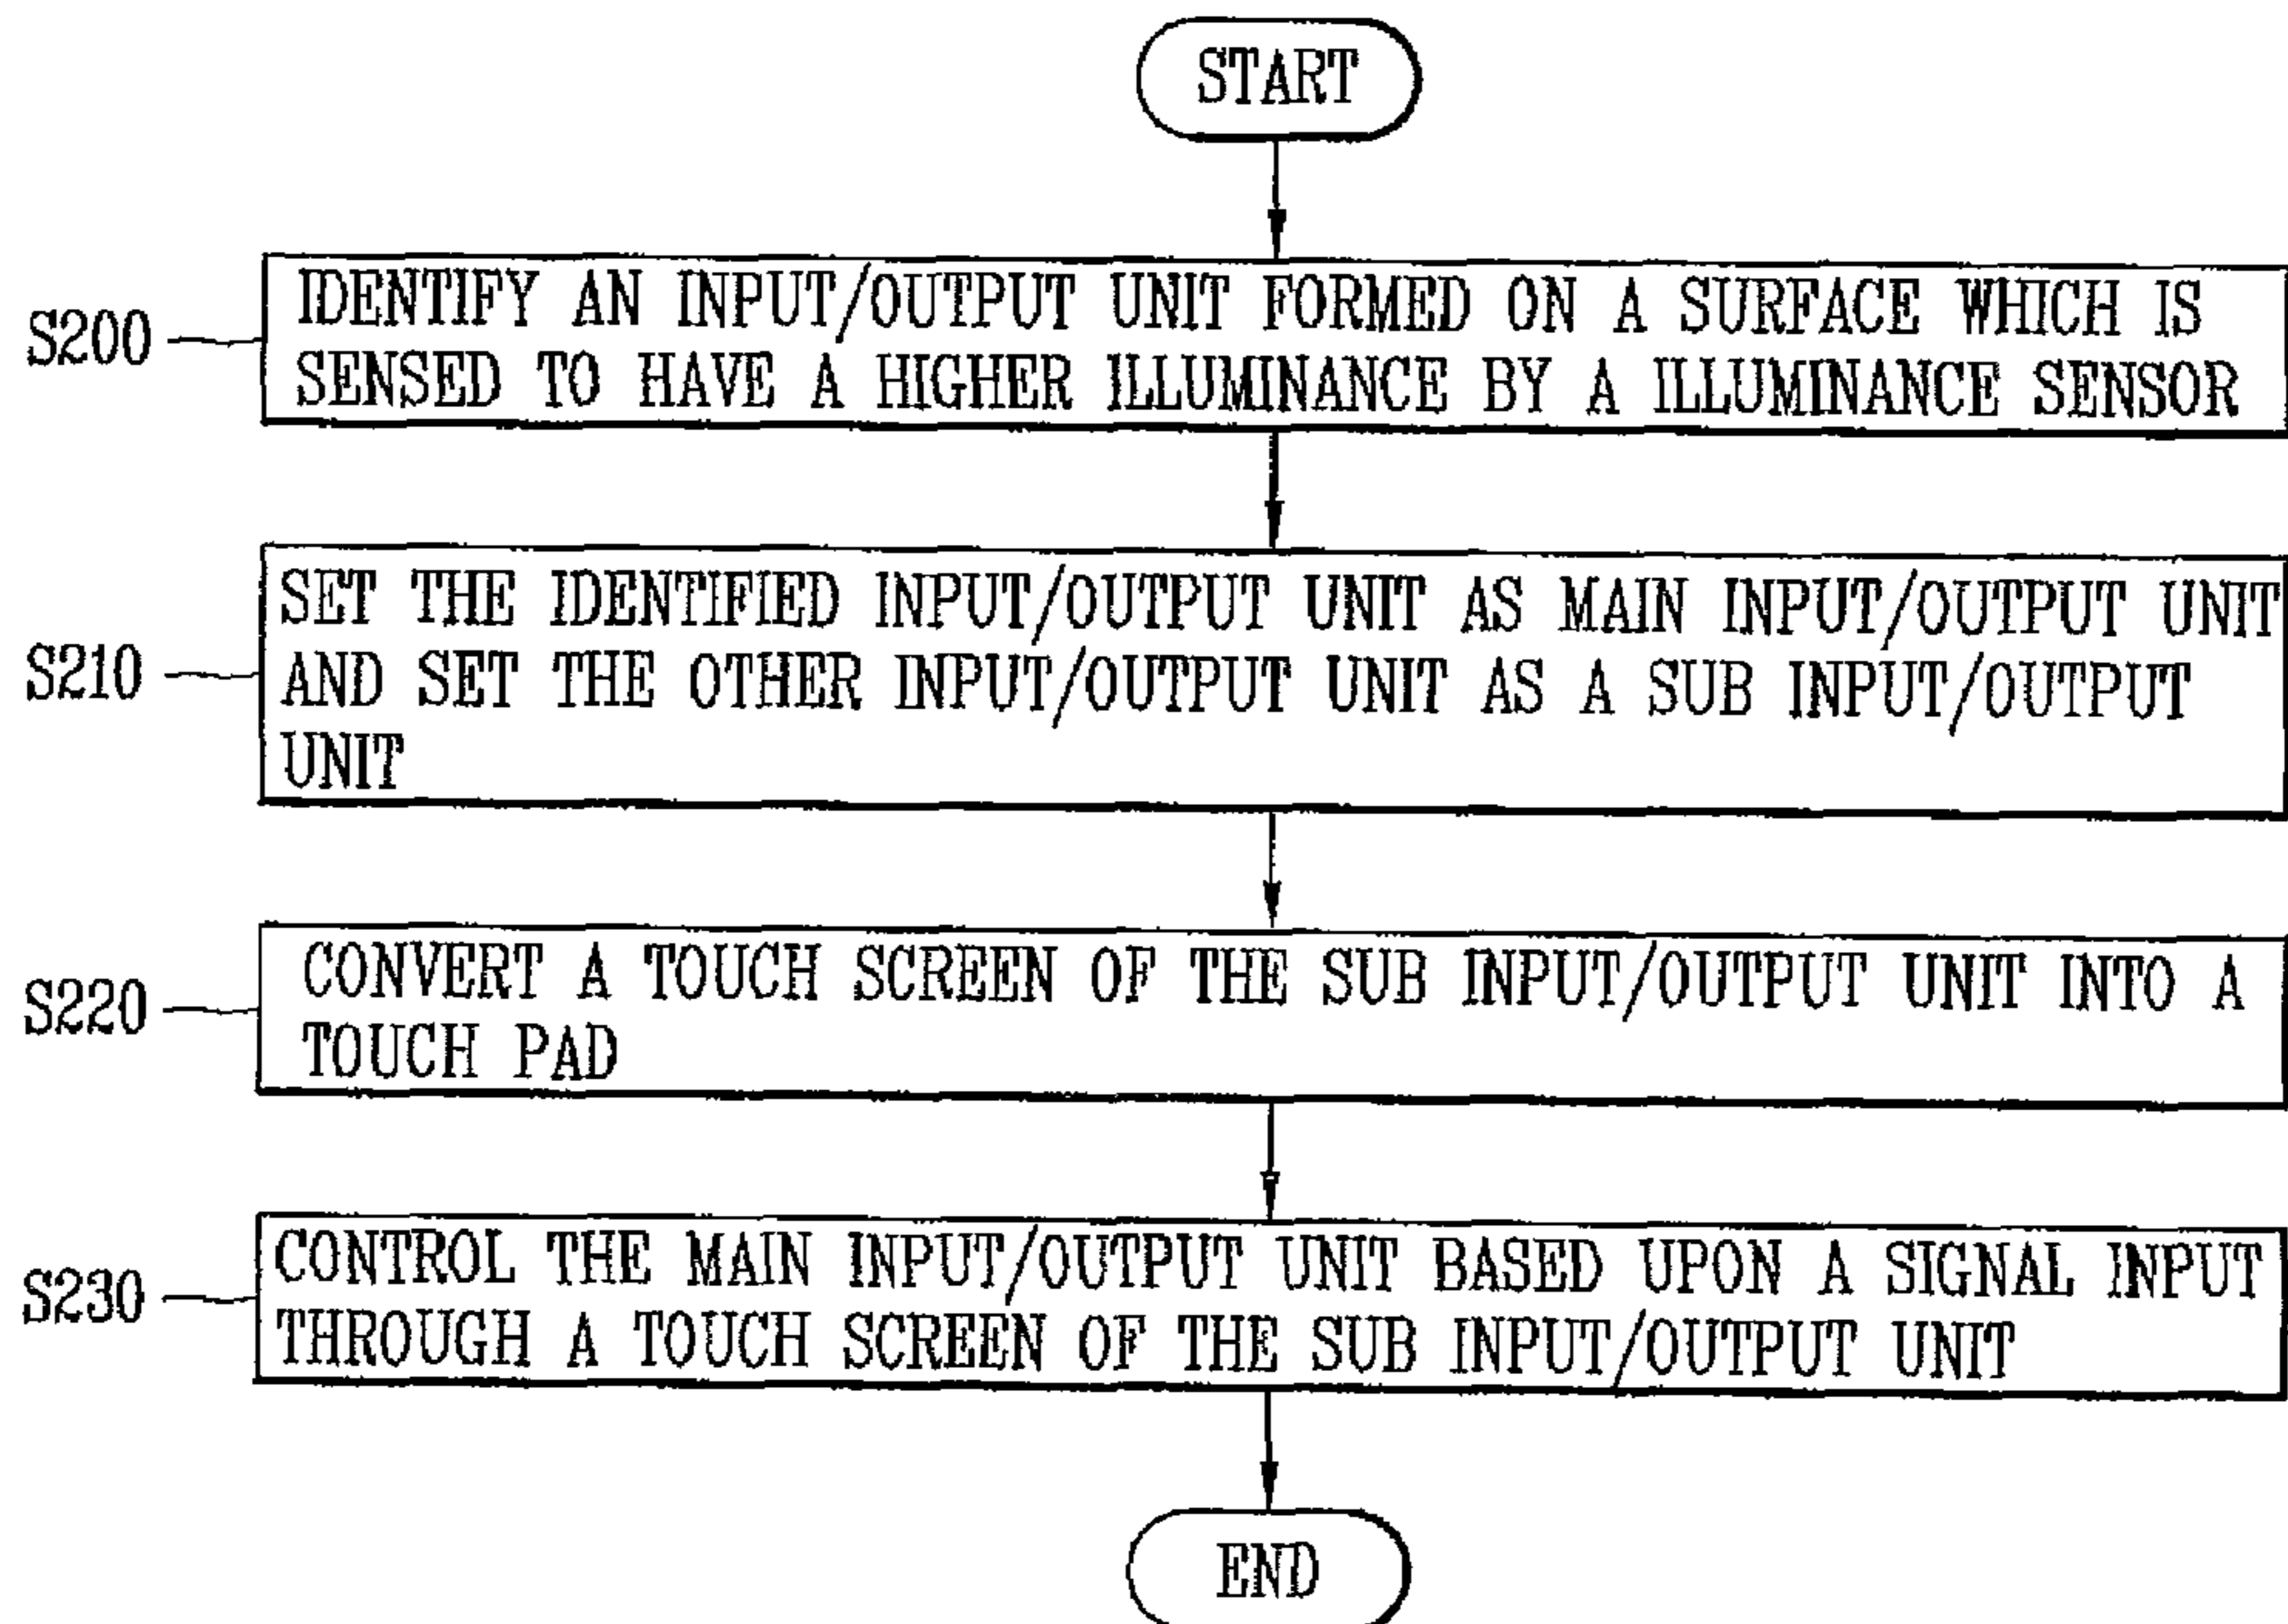 START
S200
IDENTIFY AN INPUT/OUTPUT UNIT FORMED ON A SURFACE WHICH IS
SENSED TO HAVE A HIGHER ILLUMINANCE BY A ILLUMINANCE SENSOR
S210
SET THE IDENTIFIED INPUT/OUTPUT UNIT AS MAIN INPUT/OUTPUT UNIT
AND SET THE OTHER INPUT/OUTPUT UNIT AS A SUB INPUT/OUTPUT
UNIT
S220
CONVERT A TOUCH SCREEN OF THE SUB INPUT/OUTPUT UNIT INTO A
TOUCH PAD
S230
CONTROL THE MAIN INPUT/OUTPUT UNIT BASED UPON A SIGNAL INPUT
THROUGH A TOUCH SCREEN OF THE SUB INPUT/OUTPUT UNIT
END